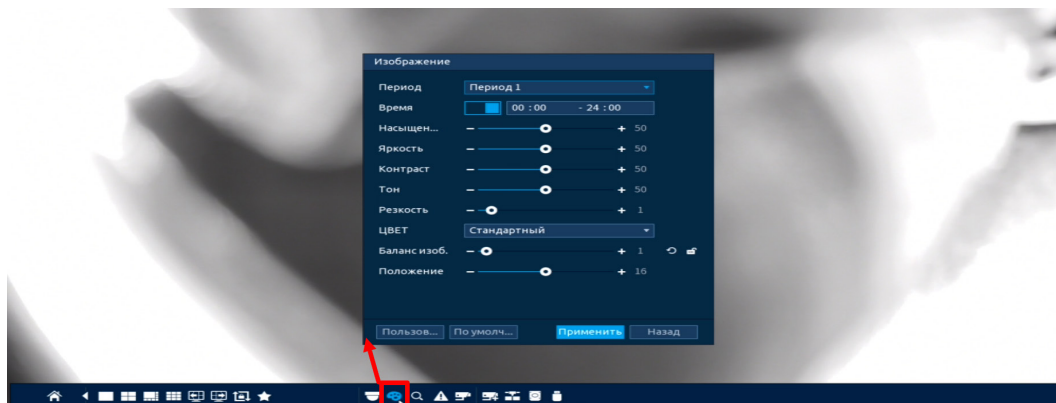 Изображение
Период Период 1
Время 00 : 00 - 24 : 00
Насыщен... - + 50
Яркость - + 50
Контраст - + 50
Тон - + 50
Резкость - + 1
ЦВЕТ Стандартный
Баланс изоб. - + 1
Положение - + 16
Пользов... По умолч... Применить Назад